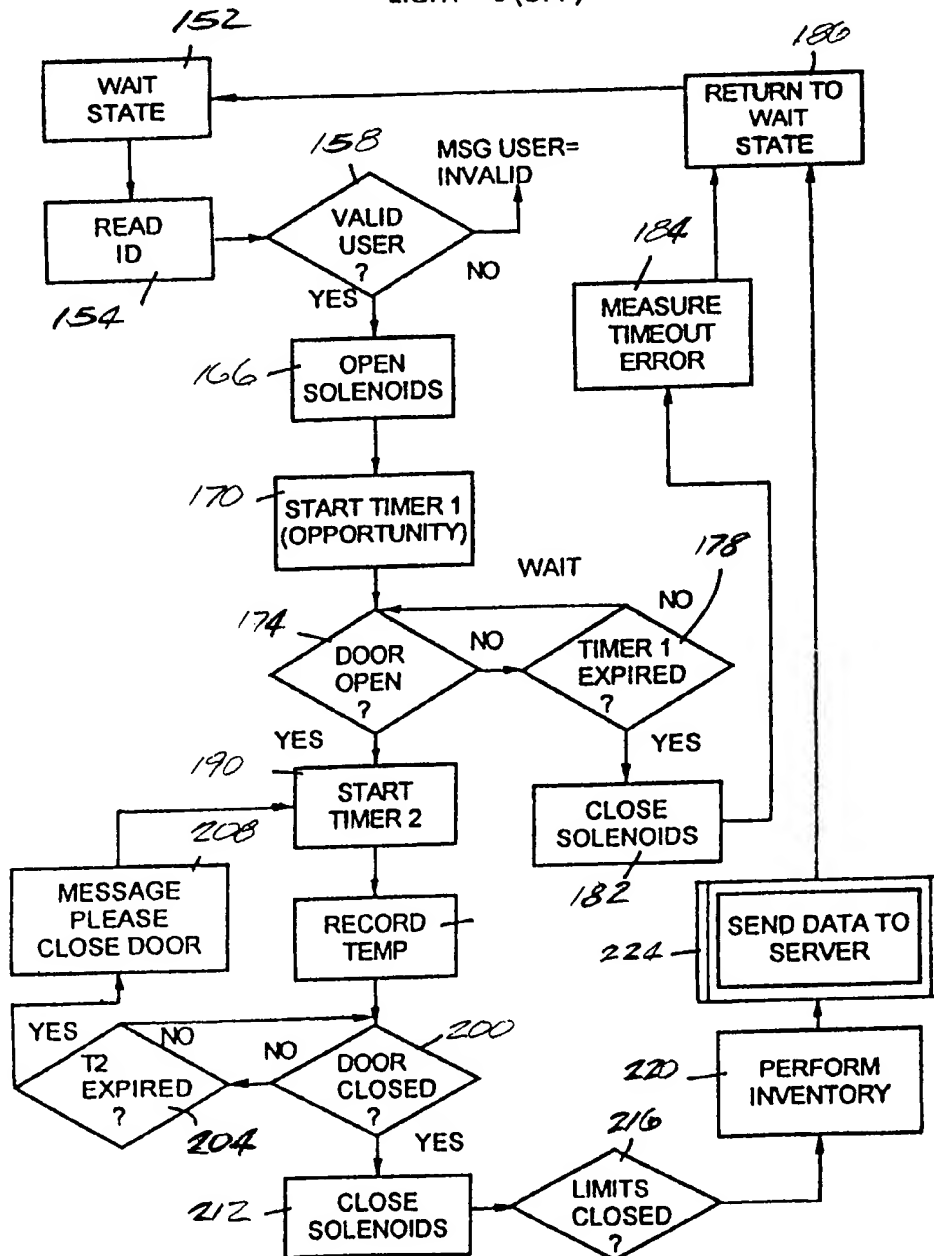 152
186
WAIT
STATE
RETURN TO
WAIT
STATE
158
MSG USER=
INVALID
READ
ID
VALID
USER
?
NO
184
154
YES
MEASURE
TIMEOUT
ERROR
166
OPEN
SOLENOIDS
170
START TIMER 1
(OPPORTUNITY)
178
WAIT
NO
174
DOOR
OPEN
?
NO
TIMER 1
EXPIRED
?
YES
YES
190
START
TIMER 2
CLOSE
SOLENOIDS
182
208
MESSAGE
PLEASE
CLOSE DOOR
RECORD
TEMP
SEND DATA TO
SERVER
224
YES
NO
NO
200
T2
EXPIRED
?
204
DOOR
CLOSED
?
220
PERFORM
INVENTORY
YES
216
212
CLOSE
SOLENOIDS
LIMITS
CLOSED
?